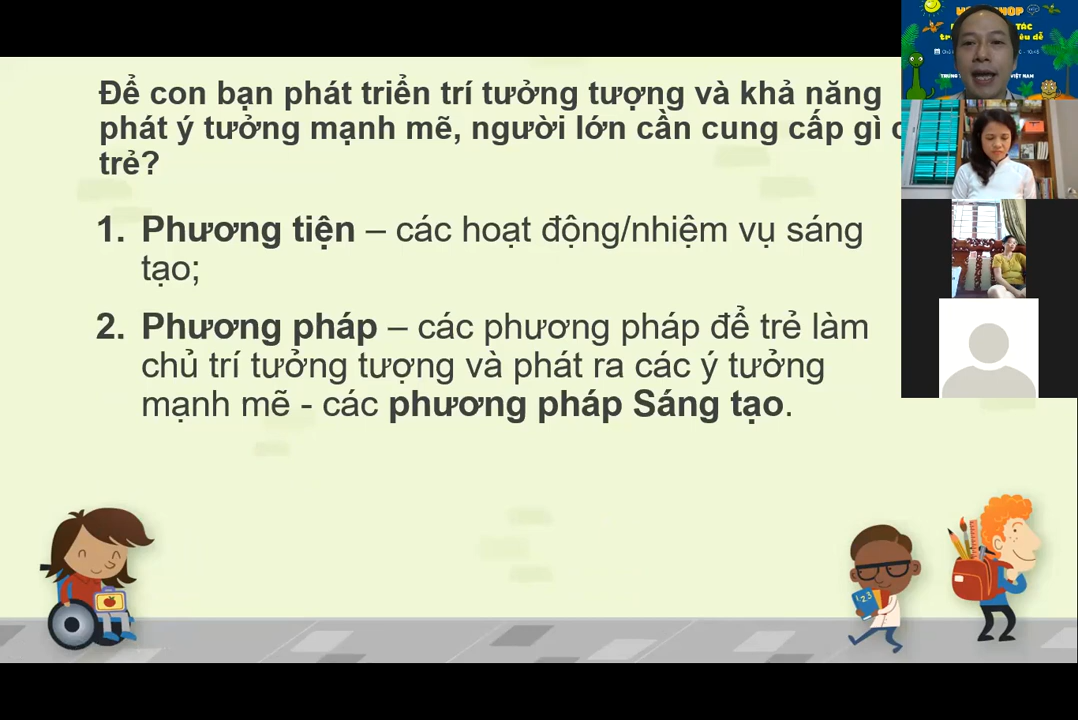 Để con bạn phát triển trí tưởng tượng và khả năng
phát ý tưởng mạnh mẽ, người lớn cần cung cấp gì
trẻ?
1. Phương tiện – các hoạt động/nhiệm vụ sáng
tạo;
2. Phương pháp – các phương pháp để trẻ làm
chủ trí tưởng tượng và phát ra các ý tưởng
mạnh mẽ - các phương pháp Sáng tạo.
1 2 3